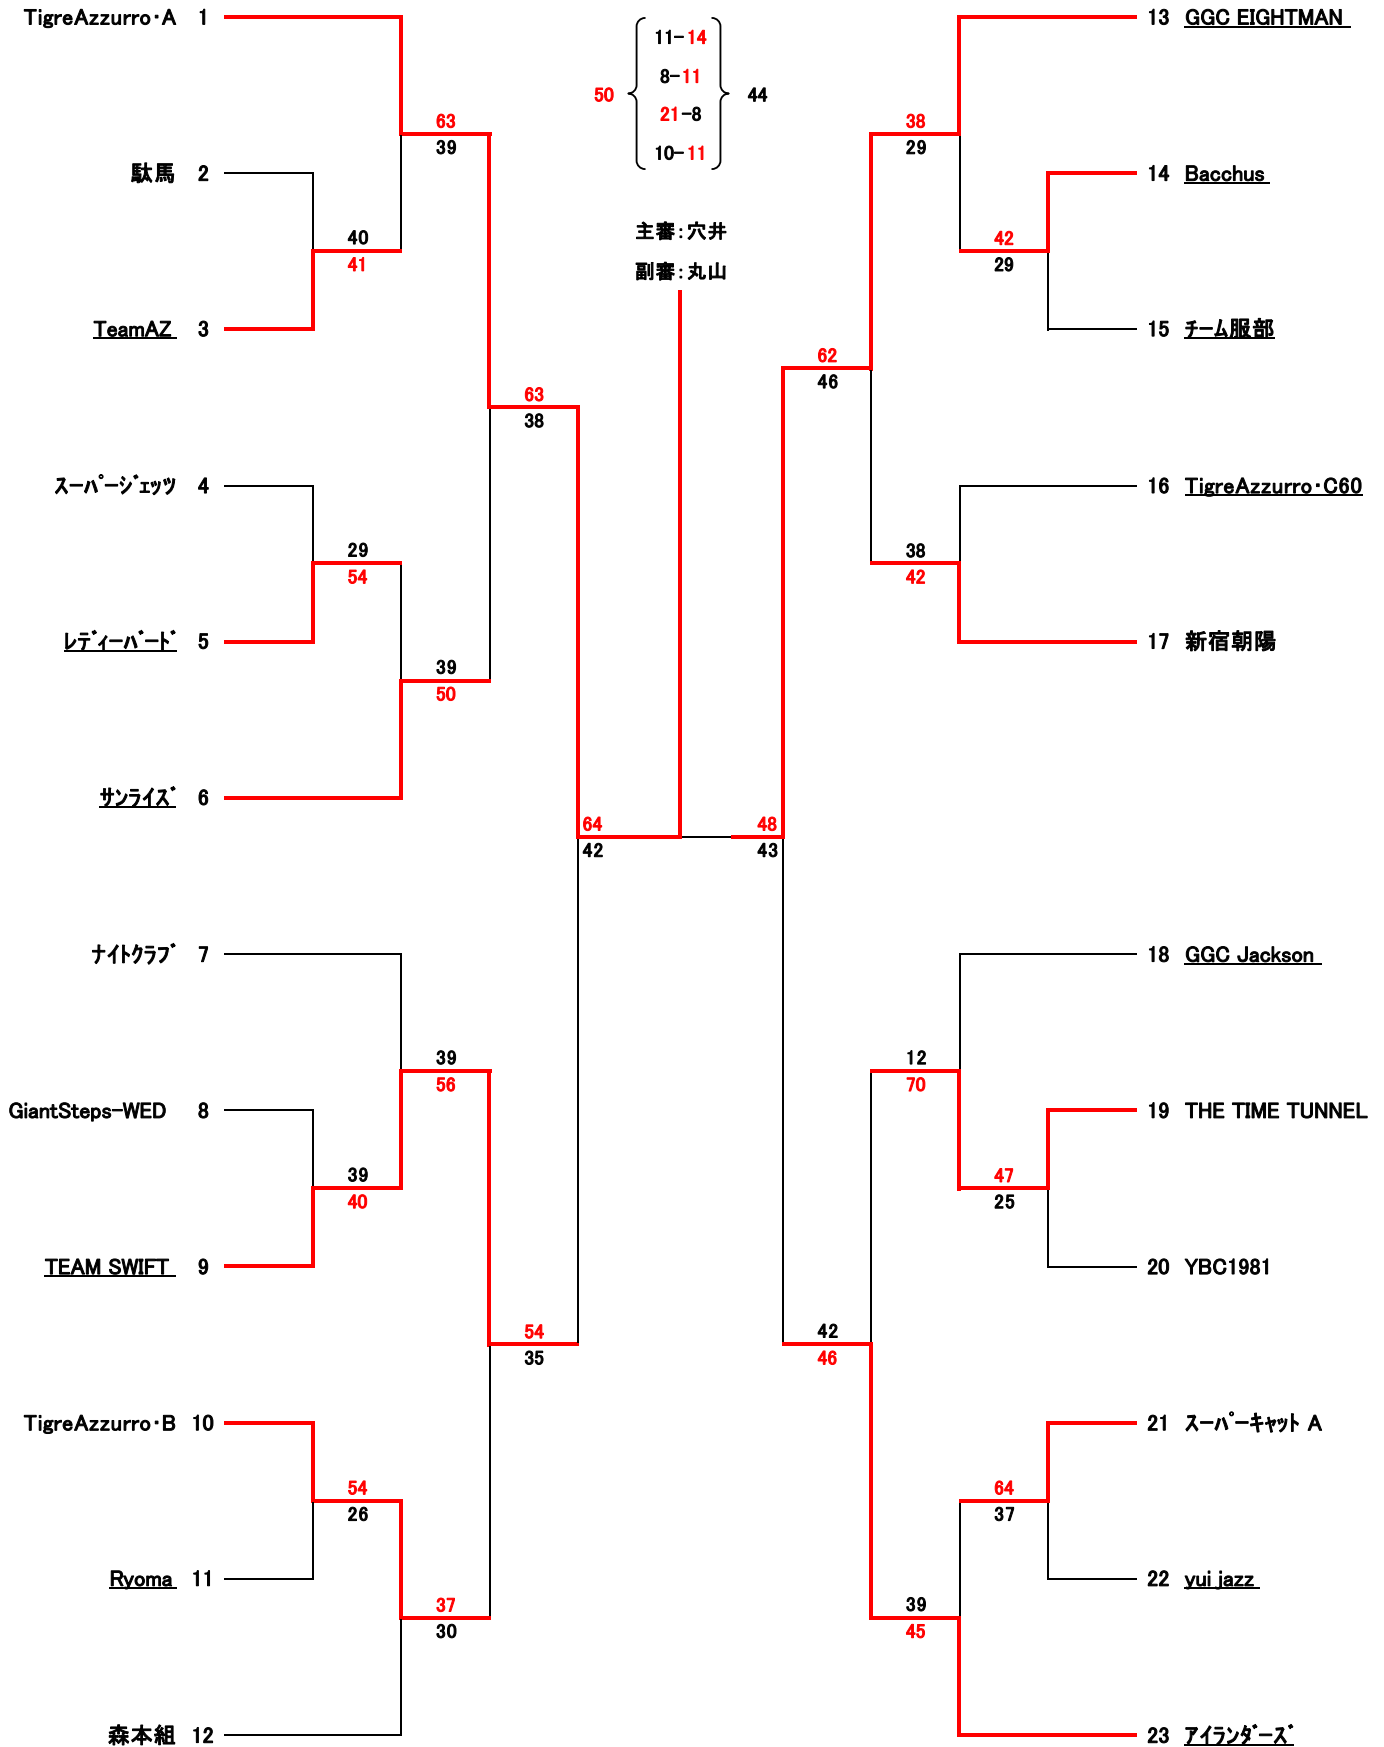 TigreAzzurro・A 1
63
39
駄馬 2
40
41
TeamAZ 3
63
38
スーパージェッツ 4
29
54
レディーバード 5
39
50
サンライズ 6
64
42
ナイトクラブ 7
39
56
GiantSteps-WED 8
39
40
TEAM SWIFT 9
54
35
TigreAzzurro・B 10
54
26
Ryoma 11
37
30
森本組 12
11-14
8-11
50
44
21-8
10-11
主審：穴井
副審：丸山
13 GGC EIGHTMAN
38
29
14 Bacchus
42
29
15 チーム服部
62
46
16 TigreAzzurro・C60
38
42
17 新宿朝陽
48
43
18 GGC Jackson
12
70
19 THE TIME TUNNEL
47
25
20 YBC1981
42
46
21 スーパーキャット A
64
37
22 yui jazz
39
45
23 アイランダーズ